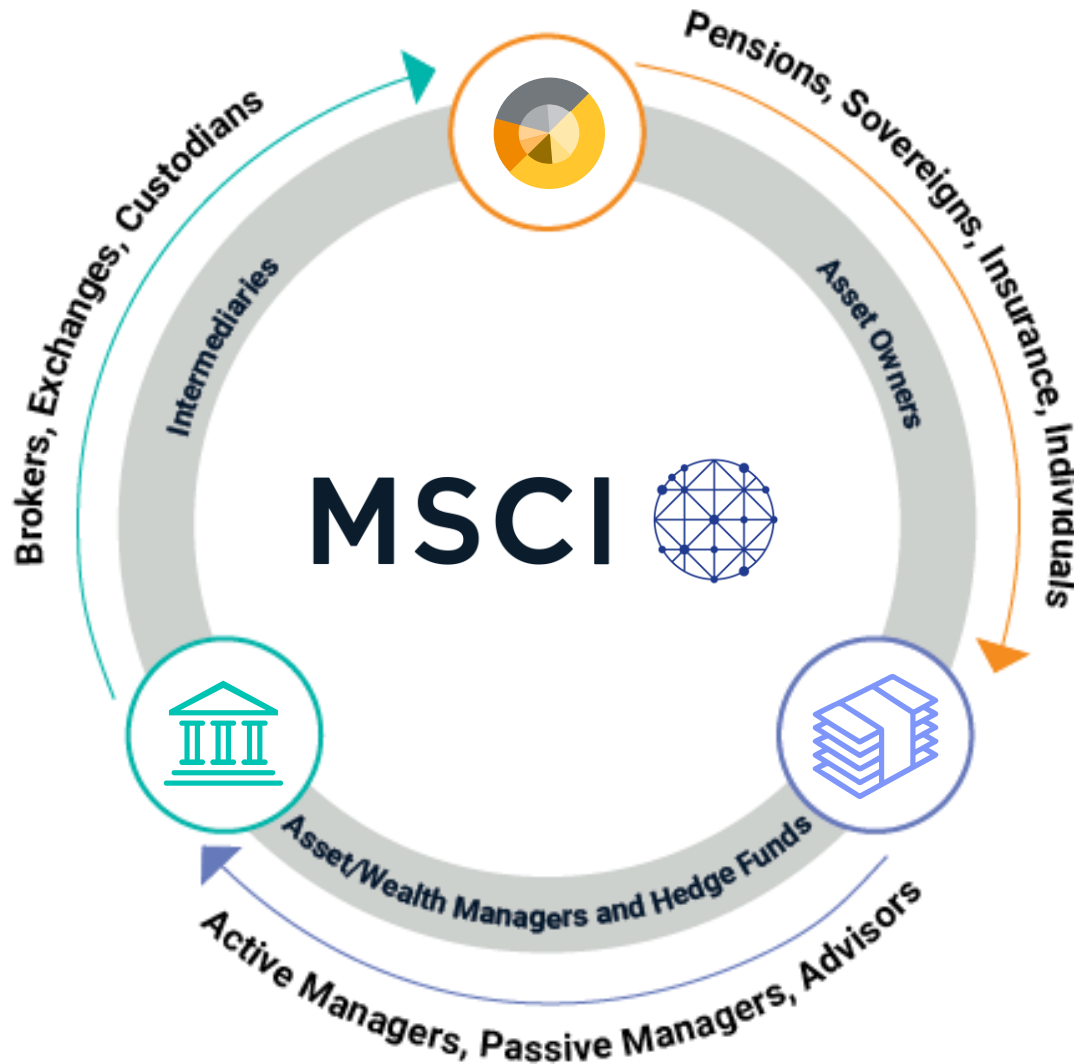 Pensions, Sovereigns, Insurance, Individuals
Brokers, Exchanges, Custodians
Intermediaries
Asset Owners
MSCI
Asset/Wealth Managers and Hedge Funds
Active Managers, Passive Managers, Advisors